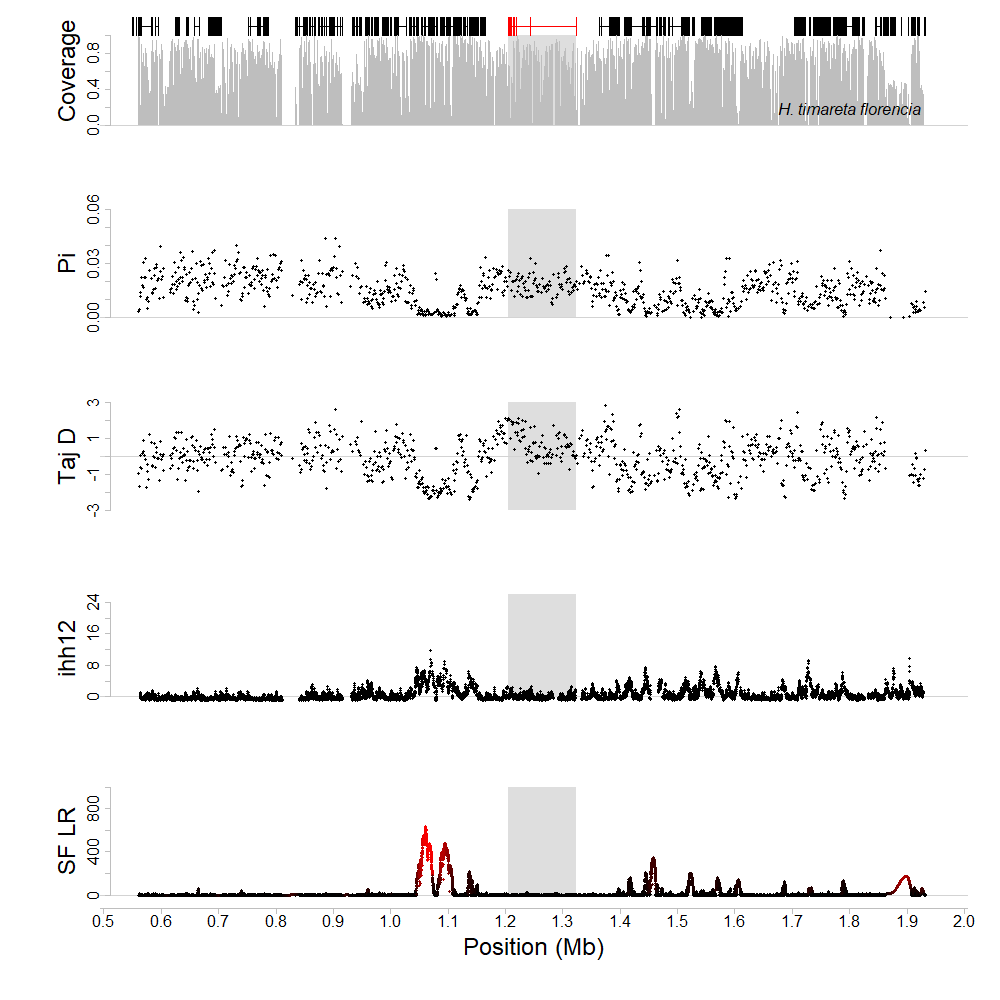 Coverage
0.0 0.4 0.8
H. timareta florencia
Pi
0.00 0.03 0.06
Taj D
-3 -1 1 3
ihh12
0 8 16 24
SF LR
0 400 800
0.5 0.6 0.7 0.8 0.9 1.0 1.1 1.2 1.3 1.4 1.5 1.6 1.7 1.8 1.9 2.0
Position (Mb)